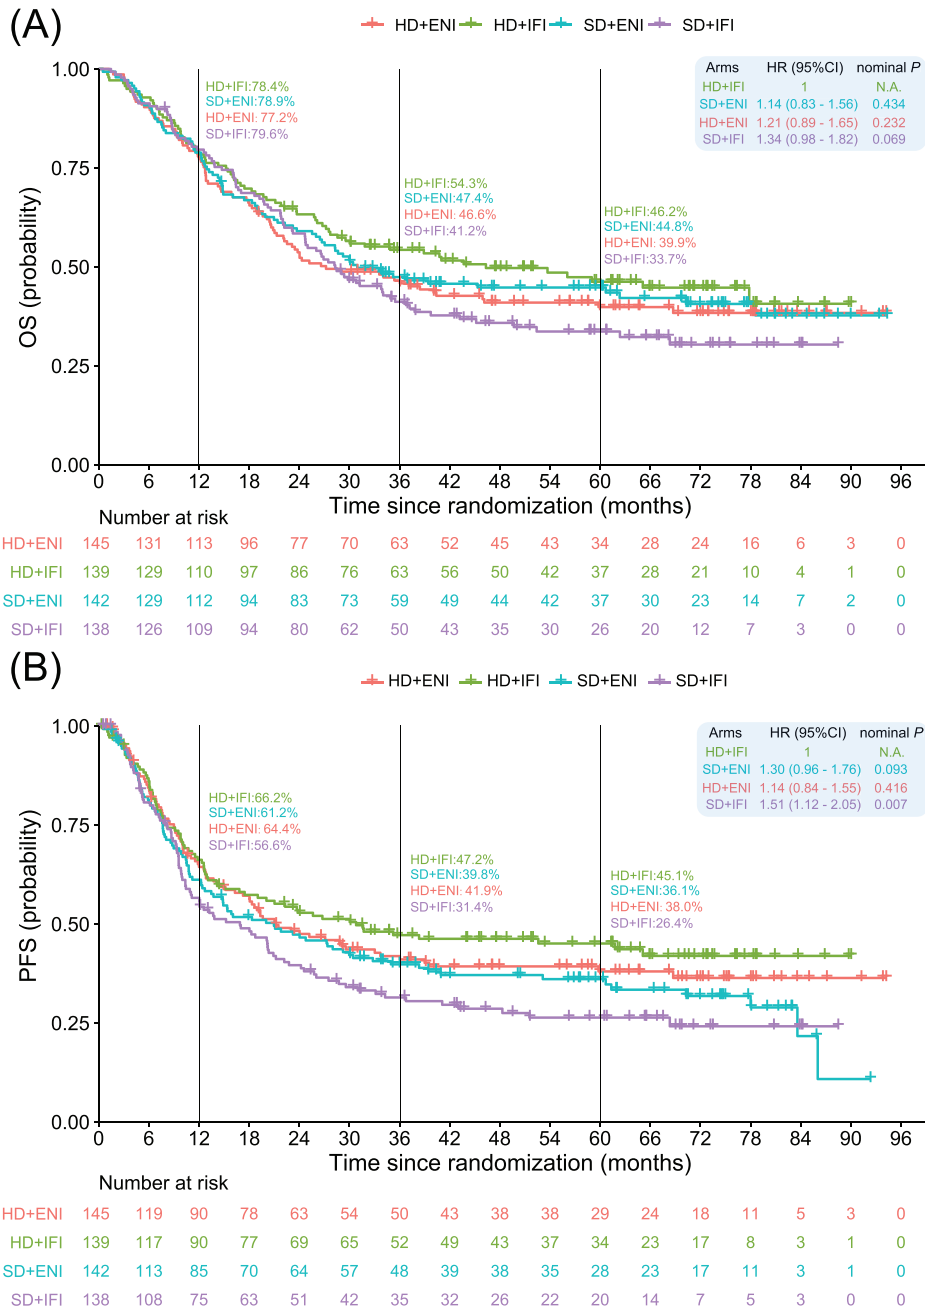 (A)
HD+ENI HD+IFI SD+ENI SD+IFI
Arms HR (95%CI) nominal P
HD+IFI 1 N.A.
SD+ENI 1.14 (0.83 - 1.56) 0.434
HD+ENI 1.21 (0.89 - 1.65) 0.232
SD+IFI 1.34 (0.98 - 1.82) 0.069
HD+IFI:78.4%
SD+ENI:78.9%
HD+ENI: 77.2%
SD+IFI:79.6%
HD+IFI:54.3%
SD+ENI:47.4%
HD+ENI: 46.6%
SD+IFI:41.2%
HD+IFI:46.2%
SD+ENI:44.8%
HD+ENI: 39.9%
SD+IFI:33.7%
OS (probability)
1.00
0.75
0.50
0.25
0.00
0 6 12 18 24 30 36 42 48 54 60 66 72 78 84 90 96
Time since randomization (months)
Number at risk
HD+ENI 145 131 113 96 77 70 63 52 45 43 34 28 24 16 6 3 0
HD+IFI 139 129 110 97 86 76 63 56 50 42 37 28 21 10 4 1 0
SD+ENI 142 129 112 94 83 73 59 49 44 42 37 30 23 14 7 2 0
SD+IFI 138 126 109 94 80 62 50 43 35 30 26 20 12 7 3 0 0
(B)
HD+ENI HD+IFI SD+ENI SD+IFI
Arms HR (95%CI) nominal P
HD+IFI 1 N.A.
SD+ENI 1.30 (0.96 - 1.76) 0.093
HD+ENI 1.14 (0.84 - 1.55) 0.416
SD+IFI 1.51 (1.12 - 2.05) 0.007
HD+IFI:66.2%
SD+ENI:61.2%
HD+ENI: 64.4%
SD+IFI:56.6%
HD+IFI:47.2%
SD+ENI:39.8%
HD+ENI: 41.9%
SD+IFI:31.4%
HD+IFI:45.1%
SD+ENI:36.1%
HD+ENI: 38.0%
SD+IFI:26.4%
PFS (probability)
1.00
0.75
0.50
0.25
0.00
0 6 12 18 24 30 36 42 48 54 60 66 72 78 84 90 96
Time since randomization (months)
Number at risk
HD+ENI 145 119 90 78 63 54 50 43 38 38 29 24 18 11 5 3 0
HD+IFI 139 117 90 77 69 65 52 49 43 37 34 23 17 8 3 1 0
SD+ENI 142 113 85 70 64 57 48 39 38 35 28 23 17 11 3 1 0
SD+IFI 138 108 75 63 51 42 35 32 26 22 20 14 7 5 3 0 0